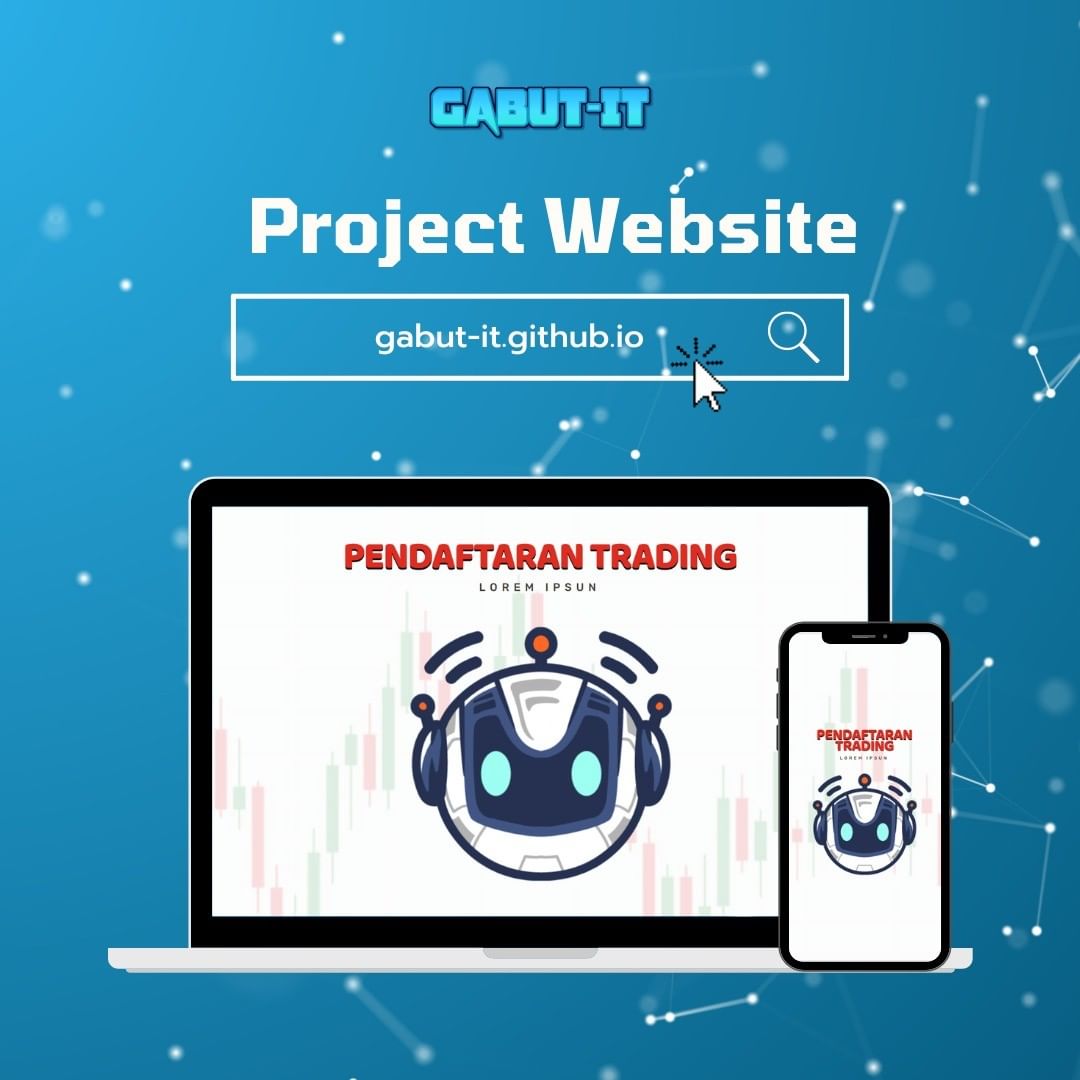 GABUT-IT
Project Website
gabut-it.github.io
PENDAFTARAN TRADING
LOREM IPSUN
PENDAFTARAN
TRADING
LOREM IPSUN